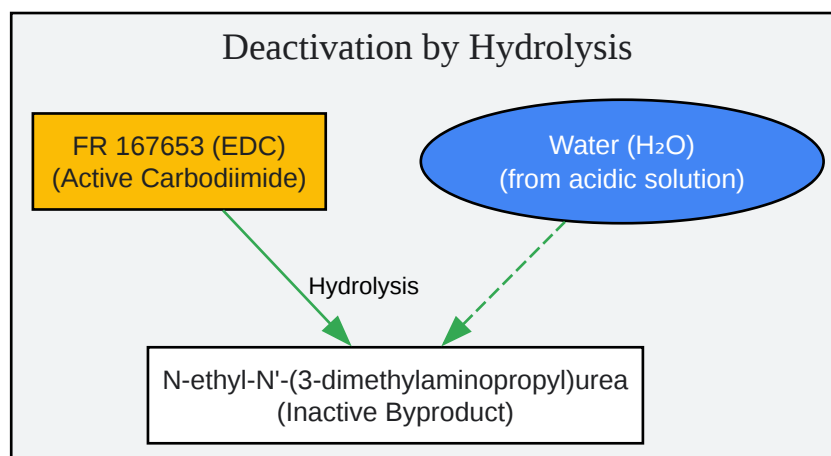 Deactivation by Hydrolysis
FR 167653 (EDC)
(Active Carbodiimide)
Water (H₂O)
(from acidic solution)
Hydrolysis
N-ethyl-N'-(3-dimethylaminopropyl)urea
(Inactive Byproduct)